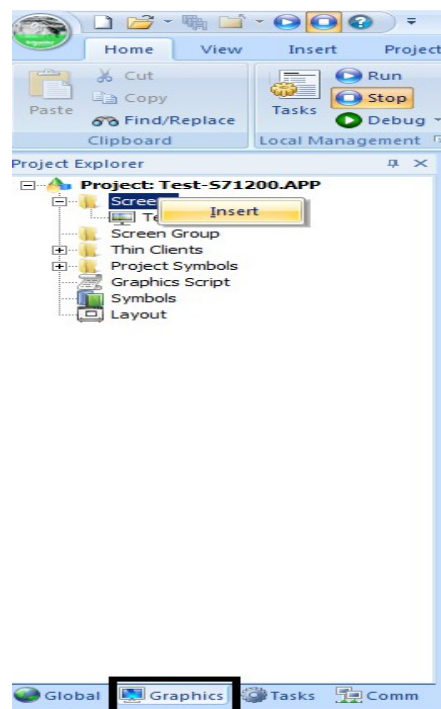 Home View Insert Project
Paste
Cut
Copy
Find/Replace
Clipboard
Tasks
Run
Stop
Debug
Local Management
Project Explorer
Project: Test-S71200.APP
Insert
Screen Group
Thin Clients
Project Symbols
Graphics Script
Symbols
Layout
Global Graphics Tasks Comm